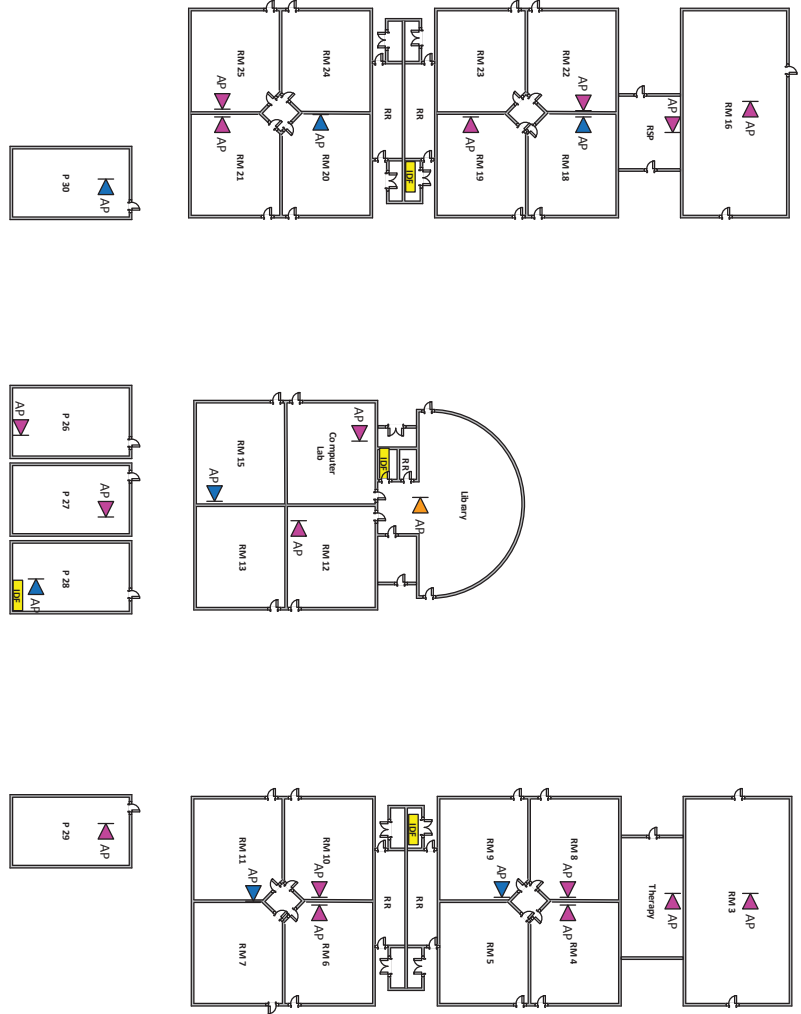 RM 16
AP
AP
RSP
RM 22
AP
AP
RM 18
RM 23
AP
RM 19
RR
RR
IDF
RM 24
AP
RM 20
RM 25
AP
AP
RM 21
P 30
AP
Library
AP
RR
IDF
AP
Computer
Lab
RM 12
AP
RM 15
AP
RM 13
P 26
AP
P 27
AP
P 28
AP
IDF
RM 3
AP
Therapy
AP
RM 8
AP
AP
RM 4
RM 9
AP
RM 5
IDF
RR
RR
RM 10
AP
AP
RM 6
RM 11
AP
RM 7
P 29
AP